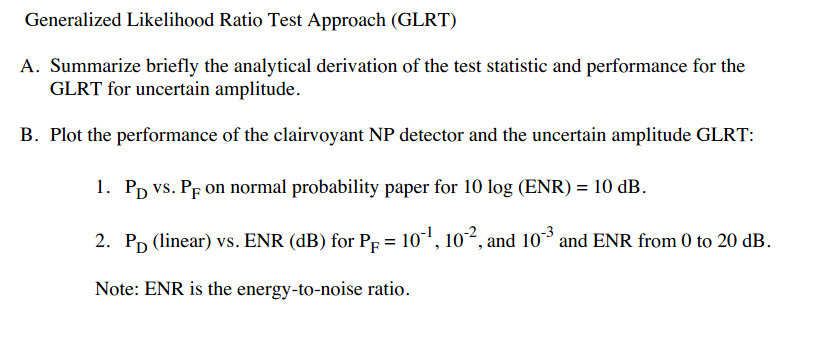 Generalized Likelihood Ratio Test Approach (GLRT)
A. Summarize briefly the analytical derivation of the test statistic and performance for the
GLRT for uncertain amplitude.
B. Plot the performance of the clairvoyant NP detector and the uncertain amplitude GLRT:
1. P_D vs. P_F on normal probability paper for 10 log (ENR) = 10 dB.
2. P_D (linear) vs. ENR (dB) for P_F = 10^-1, 10^-2, and 10^-3 and ENR from 0 to 20 dB.
Note: ENR is the energy-to-noise ratio.